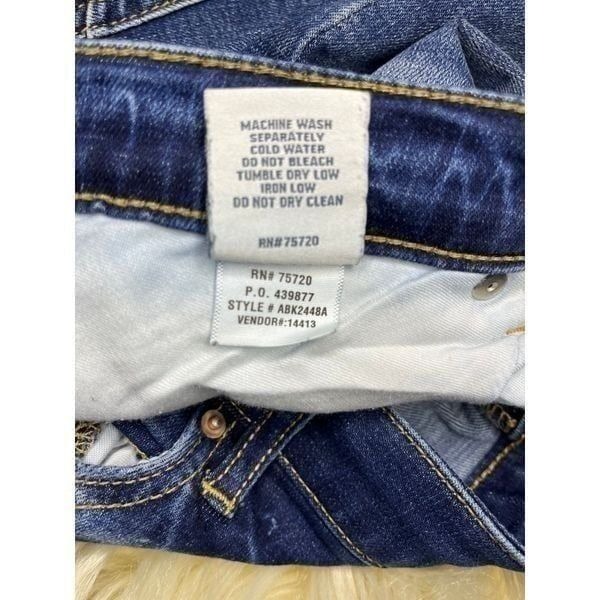 MACHINE WASH
SEPARATELY
COLD WATER
DO NOT BLEACH
TUMBLE DRY LOW
IRON LOW
DO NOT DRY CLEAN
RN#75720
RN# 75720
P.O. 439877
STYLE # ABK2448A
VENDOR#:14413